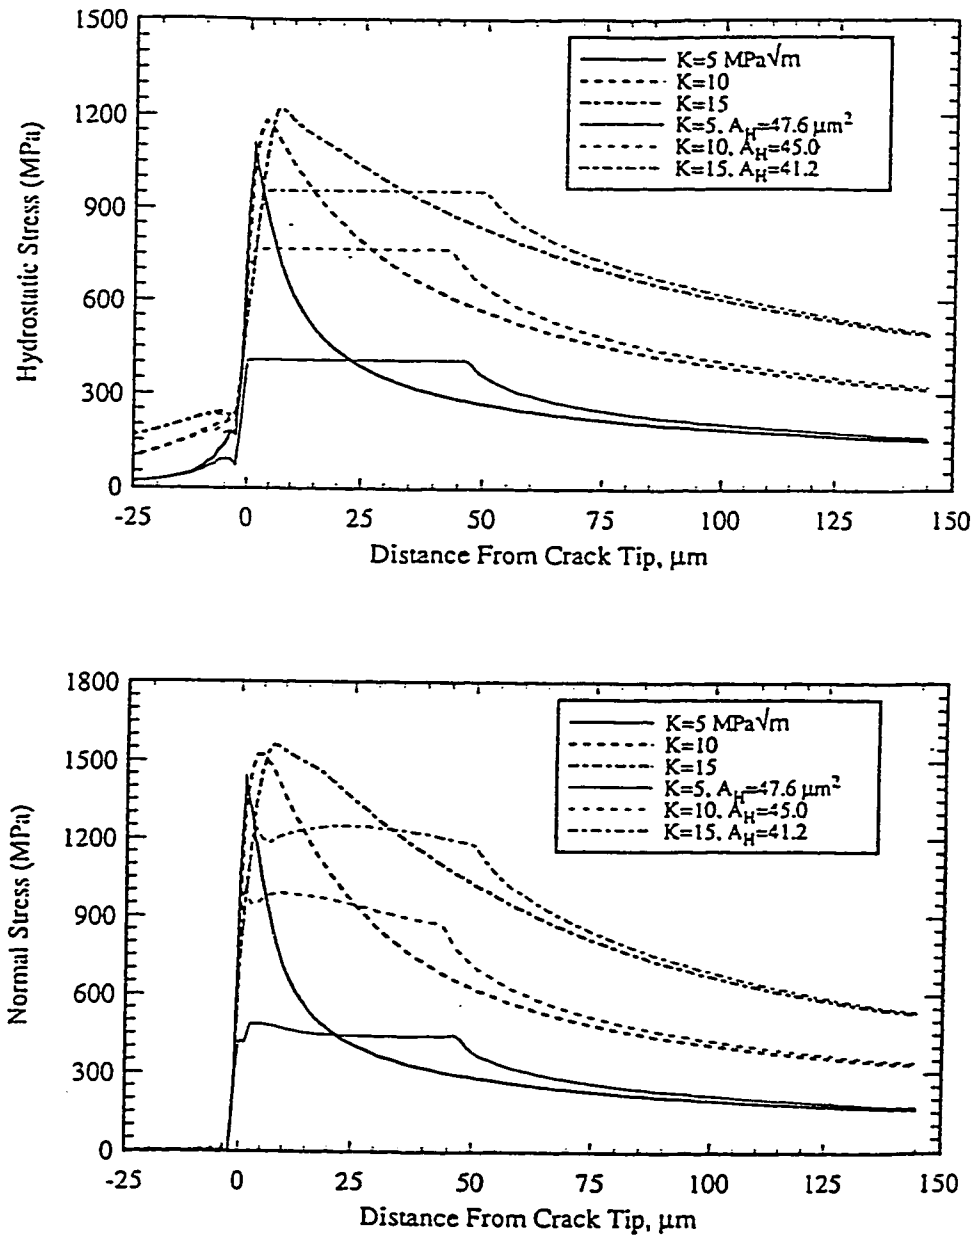 1500
1200
900
600
300
0
Hydrostatic Stress (MPa)
K=5 MPa√m
K=10
K=15
K=5, A_H=47.6 μm²
K=10, A_H=45.0
K=15, A_H=41.2
-25 0 25 50 75 100 125 150
Distance From Crack Tip, μm
1800
1500
1200
900
600
300
0
Normal Stress (MPa)
K=5 MPa√m
K=10
K=15
K=5, A_H=47.6 μm²
K=10, A_H=45.0
K=15, A_H=41.2
-25 0 25 50 75 100 125 150
Distance From Crack Tip, μm